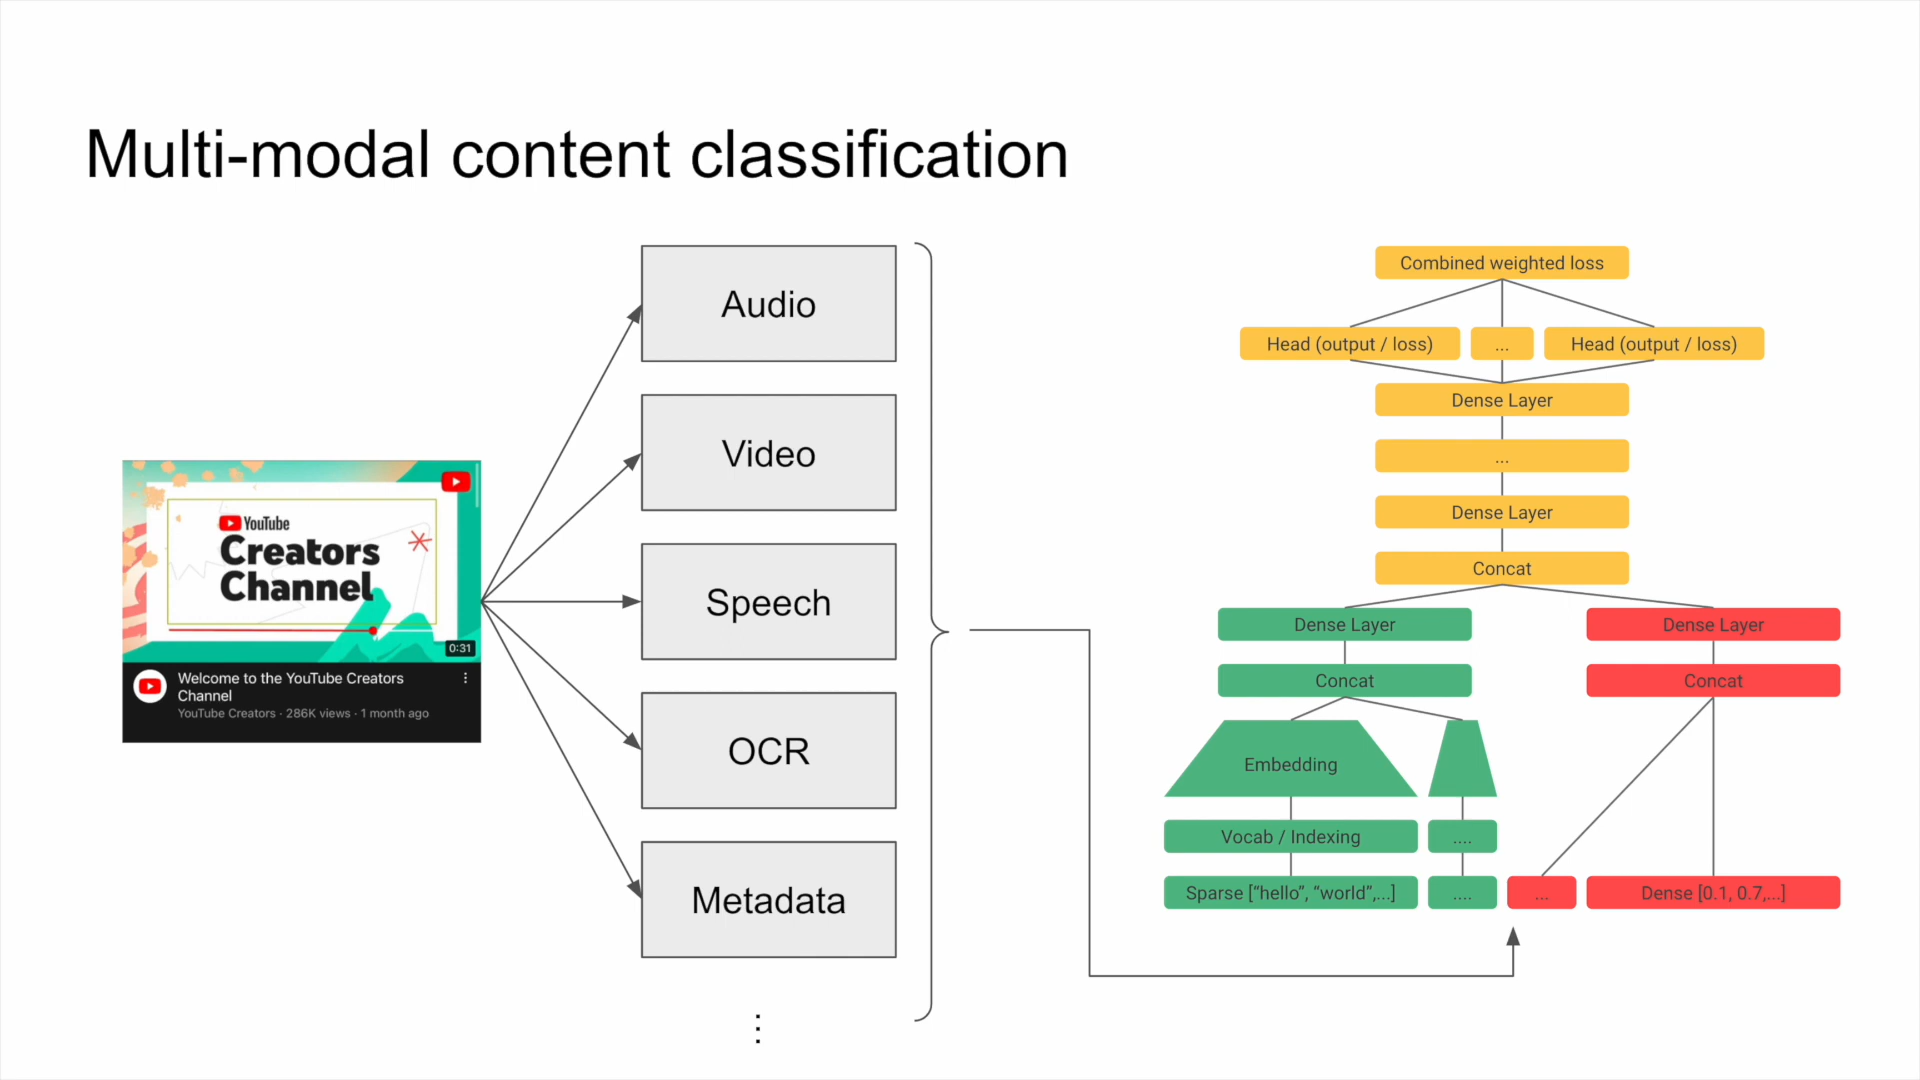 Multi-modal content classification
YouTube
Creators
Channel
0:31
Welcome to the YouTube Creators
Channel
YouTube Creators · 286K views · 1 month ago
Audio
Video
Speech
OCR
Metadata
⋮
Combined weighted loss
Head (output / loss)
...
Head (output / loss)
Dense Layer
...
Dense Layer
Concat
Dense Layer
Dense Layer
Concat
Concat
Embedding
Vocab / Indexing
....
Sparse [“hello”, “world”,...]
....
...
Dense [0.1, 0.7,...]